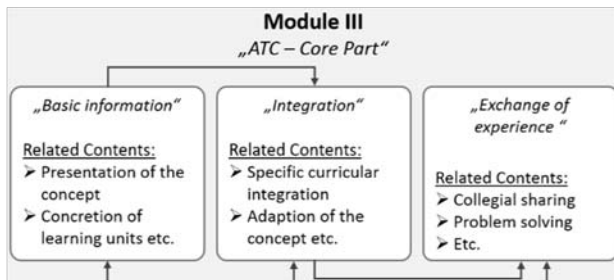 Module III
„ATC – Core Part“
„Basic information“
Related Contents:
➢ Presentation of the
concept
➢ Concretion of
learning units etc.
„Integration“
Related Contents:
➢ Specific curricular
integration
➢ Adaption of the
concept etc.
„Exchange of
experience “
Related Contents:
➢ Collegial sharing
➢ Problem solving
➢ Etc.